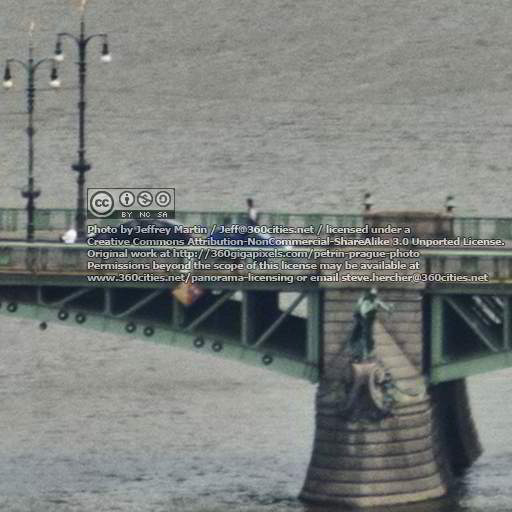 cc
BY NC SA
Photo by Jeffrey Martin / Jeff@360cities.net / licensed under a
Creative Commons Attribution-NonCommercial-ShareAlike 3.0 Unported License.
Original work at http://360gigapixels.com/petrin-prague-photo
Permissions beyond the scope of this license may be available at
www.360cities.net/panorama-licensing or email steve.hercher@360cities.net